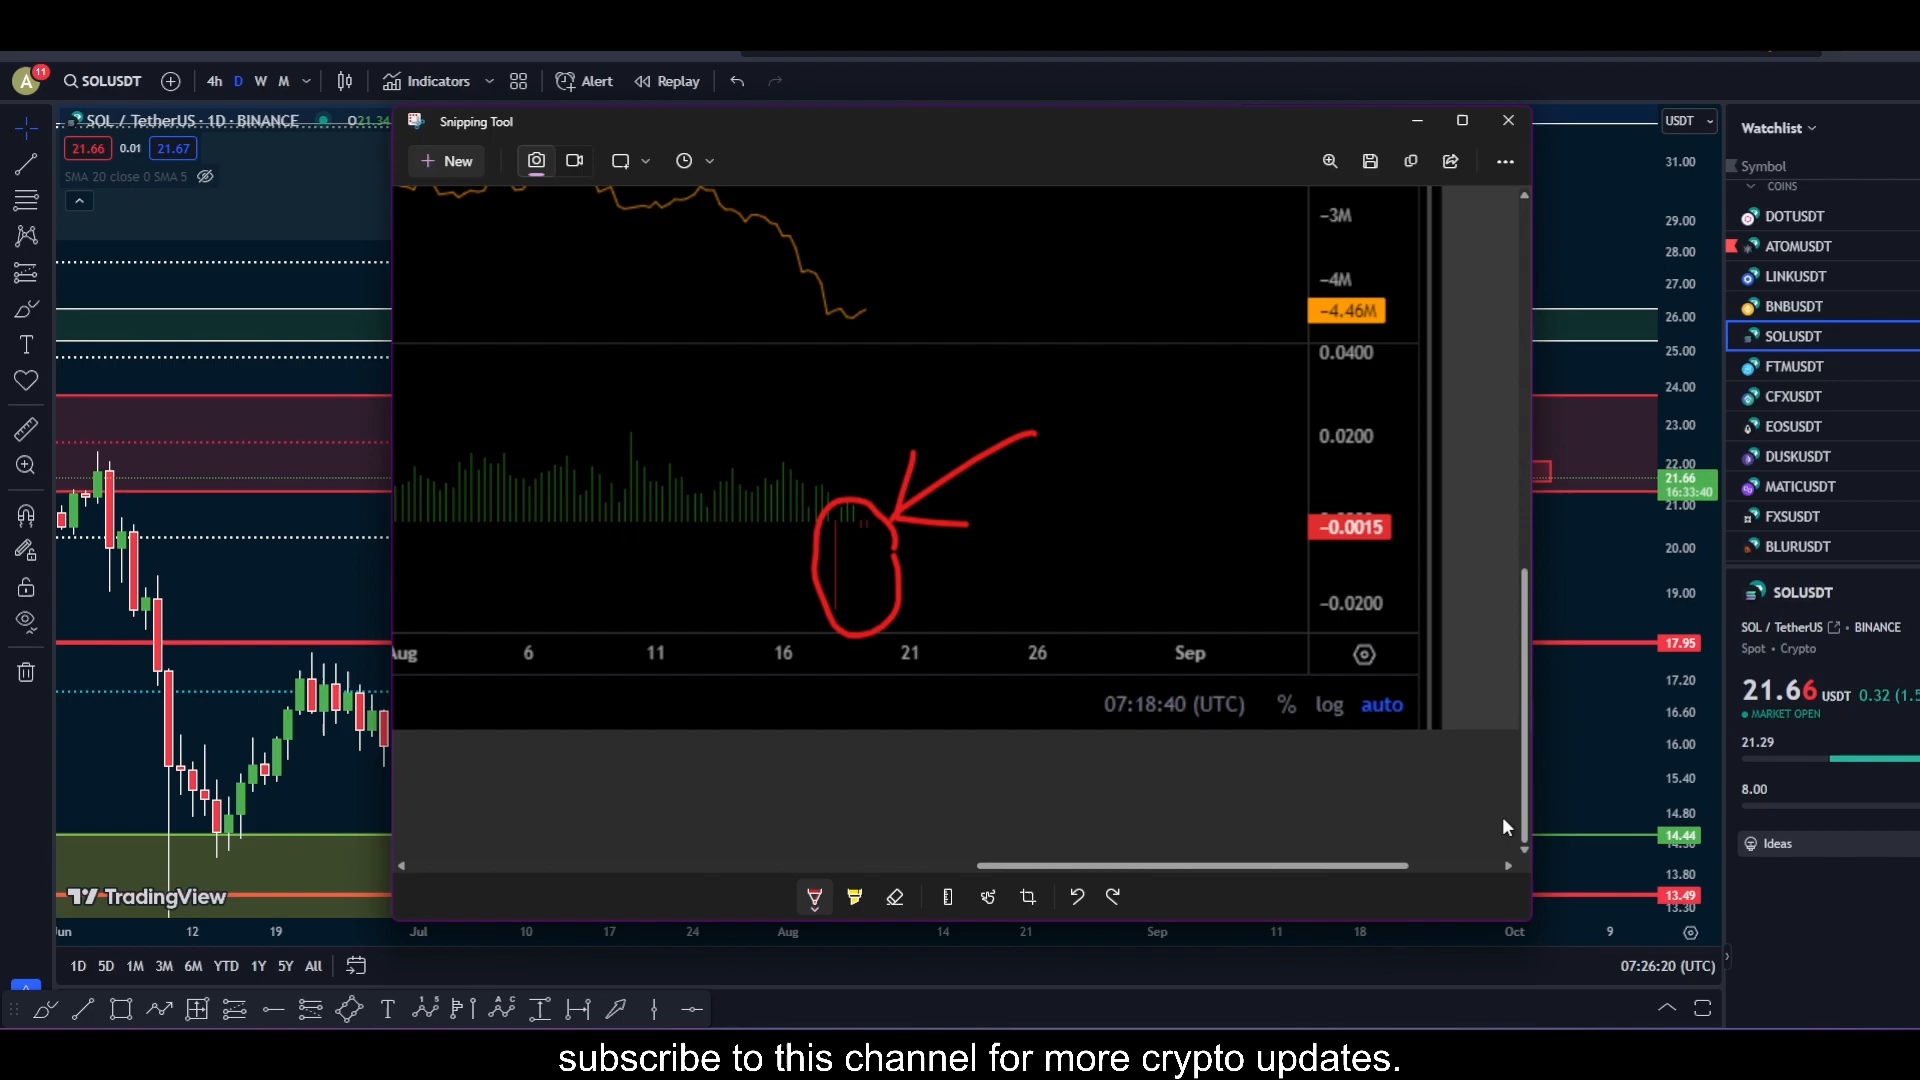 A 11 SOLUSDT 4h D W M Indicators Alert Replay
SOL / TetherUS · 1D · BINANCE O21.34
21.66 0.01 21.67
SMA 20 close 0 SMA 5
Snipping Tool
New
-3M
-4M
-4.46M
0.0400
0.0200
-0.0015
-0.0200
Aug 6 11 16 21 26 Sep
07:18:40 (UTC) % log auto
USDT
31.00
29.00
28.00
27.00
26.00
25.00
24.00
23.00
22.00
21.66
16:33:40
21.00
20.00
19.00
17.95
17.20
16.60
16.00
15.40
14.80
14.44
13.80
13.49
13.30
Watchlist
Symbol
COINS
DOTUSDT
ATOMUSDT
LINKUSDT
BNBUSDT
SOLUSDT
FTMUSDT
CFXUSDT
EOSUSDT
DUSKUSDT
MATICUSDT
FXSUSDT
BLURUSDT
SOLUSDT
SOL / TetherUS · BINANCE
Spot · Crypto
21.66 USDT 0.32 (1.5
MARKET OPEN
21.29
8.00
Ideas
TradingView
Jun 12 19 Jul 10 17 24 Aug 14 21 Sep 11 18 Oct 9
1D 5D 1M 3M 6M YTD 1Y 5Y All
07:26:20 (UTC)
subscribe to this channel for more crypto updates.